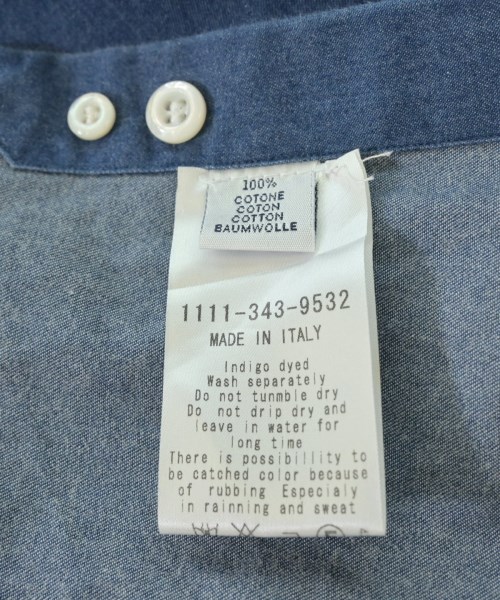 100%
COTONE
COTON
COTTON
BAUMWOLLE
1111-343-9532
MADE IN ITALY
Indigo dyed
Wash separately
Do not tunmble dry
Do not drip dry and
leave in water for
long time
There is possibillity to
be catched color because
of rubbing Especialy
in rainning and sweat